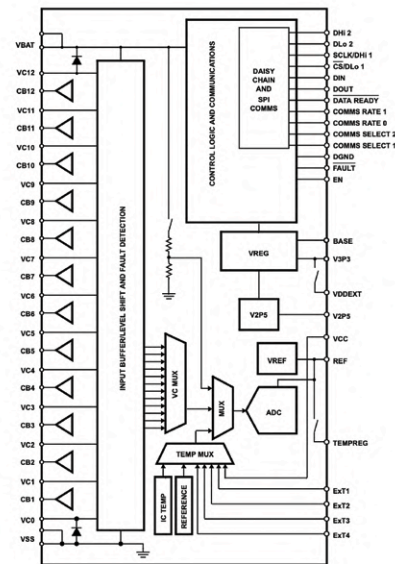 VBAT
VC12
CB12
VC11
CB11
VC10
CB10
VC9
CB9
VC8
CB8
VC7
CB7
VC6
CB6
VC5
CB5
VC4
CB4
VC3
CB3
VC2
CB2
VC1
CB1
VC0
VSS
INPUT BUFFER/LEVEL SHIFT AND FAULT DETECTION
CONTROL LOGIC AND COMMUNICATIONS
DAISY
CHAIN
AND
SPI
COMMS
VREG
V2P5
VREF
VC MUX
MUX
ADC
TEMP MUX
IC TEMP
REFERENCE
DHi 2
DLo 2
SCLK/DHi 1
CS/DLo 1
DIN
DOUT
DATA READY
COMMS RATE 1
COMMS RATE 0
COMMS SELECT 2
COMMS SELECT 1
DGND
FAULT
EN
BASE
V3P3
VDDEXT
V2P5
VCC
REF
TEMPREG
ExT1
ExT2
ExT3
ExT4